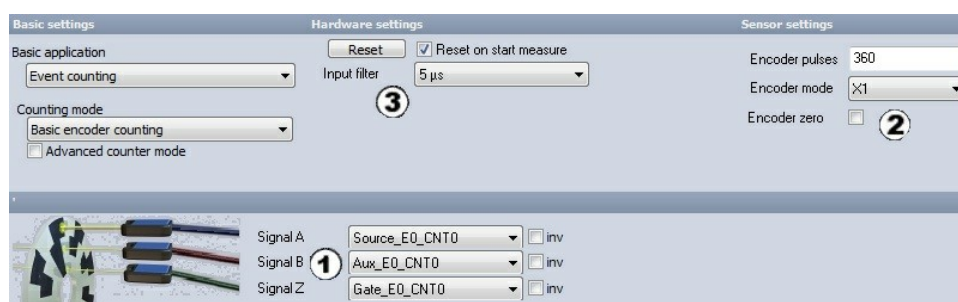 Basic settings Hardware settings Sensor settings
Basic application
Event counting
Counting mode
Basic encoder counting
Advanced counter mode
Reset Reset on start measure
Input filter 5 µs
3
Encoder pulses 360
Encoder mode X1
Encoder zero 2
Signal A Source_E0_CNT0 inv
Signal B 1 Aux_E0_CNT0 inv
Signal Z Gate_E0_CNT0 inv